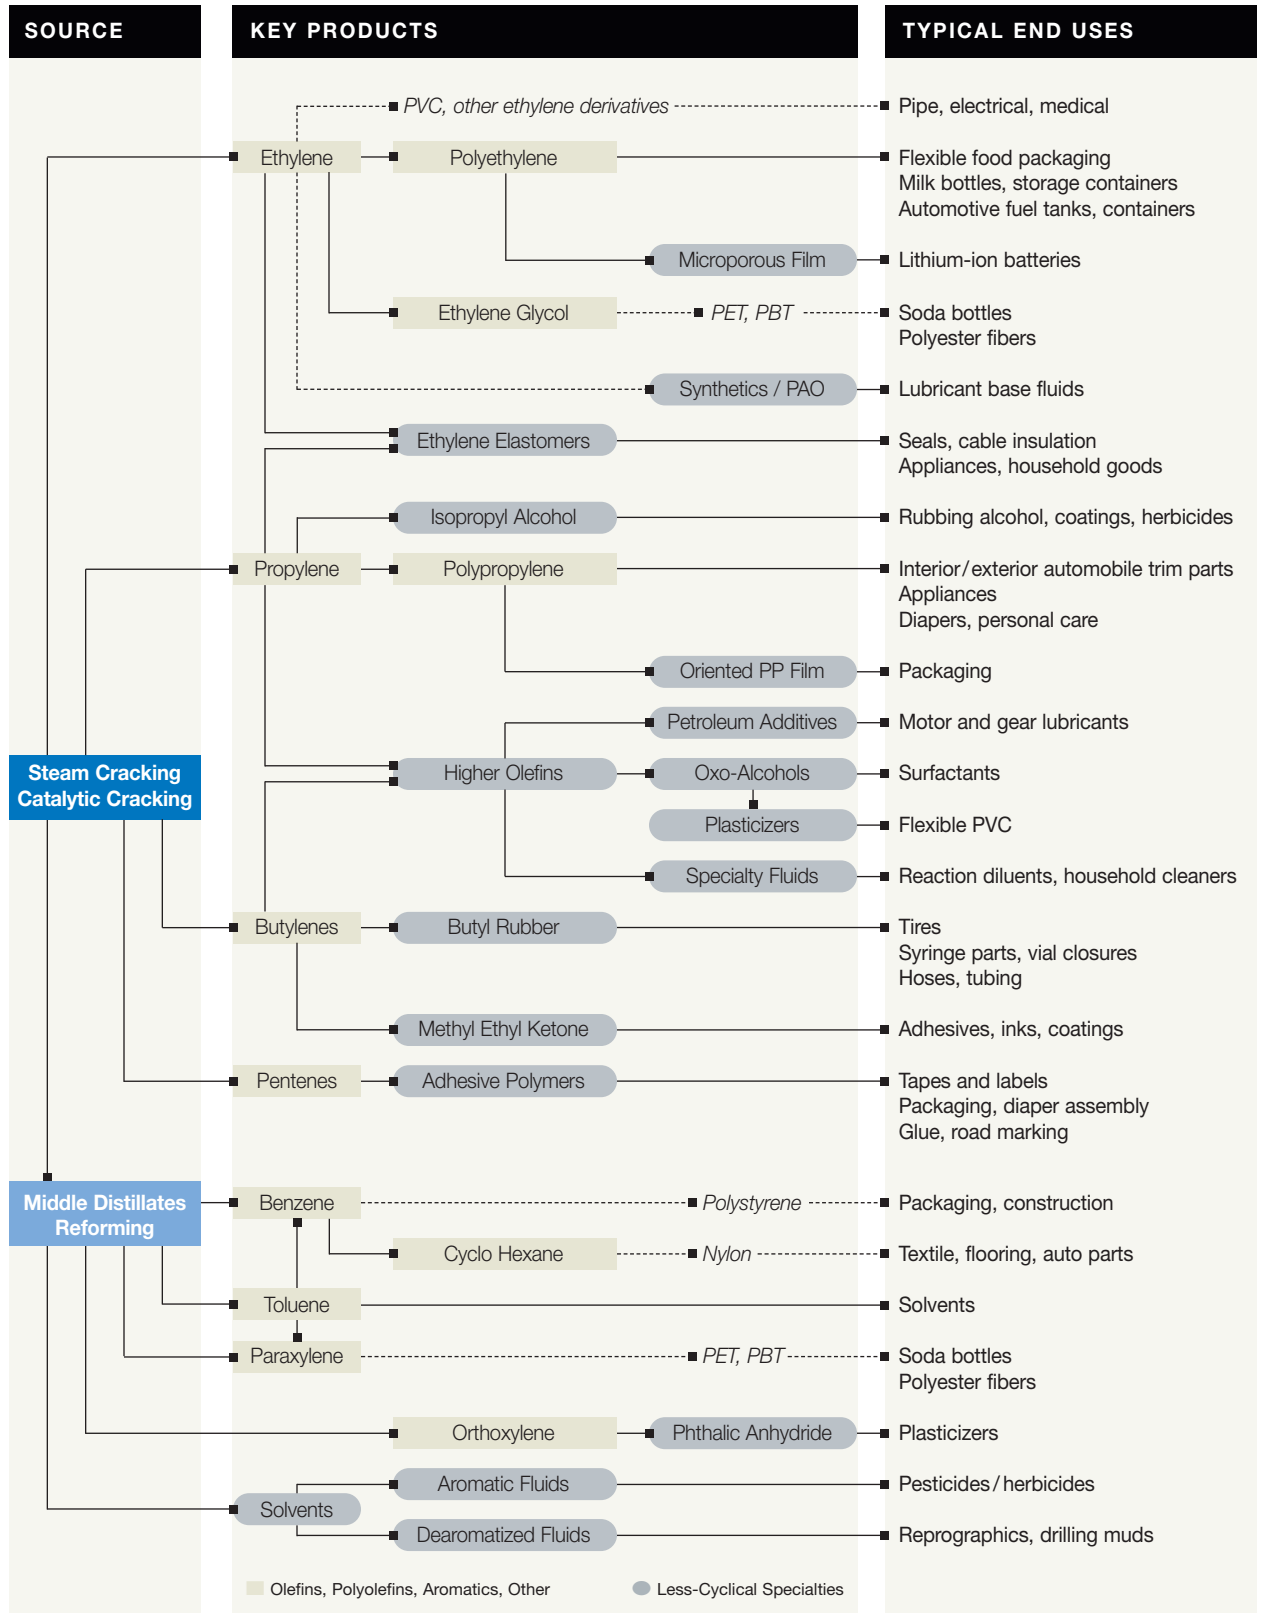 SOURCE
KEY PRODUCTS
TYPICAL END USES
PVC, other ethylene derivatives
Pipe, electrical, medical
Ethylene
Polyethylene
Flexible food packaging
Milk bottles, storage containers
Automotive fuel tanks, containers
Microporous Film
Lithium-ion batteries
Ethylene Glycol
PET, PBT
Soda bottles
Polyester fibers
Synthetics / PAO
Lubricant base fluids
Ethylene Elastomers
Seals, cable insulation
Appliances, household goods
Isopropyl Alcohol
Rubbing alcohol, coatings, herbicides
Propylene
Polypropylene
Interior/exterior automobile trim parts
Appliances
Diapers, personal care
Oriented PP Film
Packaging
Petroleum Additives
Motor and gear lubricants
Steam Cracking
Catalytic Cracking
Higher Olefins
Oxo-Alcohols
Surfactants
Plasticizers
Flexible PVC
Specialty Fluids
Reaction diluents, household cleaners
Butylenes
Butyl Rubber
Tires
Syringe parts, vial closures
Hoses, tubing
Methyl Ethyl Ketone
Adhesives, inks, coatings
Pentenes
Adhesive Polymers
Tapes and labels
Packaging, diaper assembly
Glue, road marking
Middle Distillates
Reforming
Benzene
Polystyrene
Packaging, construction
Cyclo Hexane
Nylon
Textile, flooring, auto parts
Toluene
Solvents
Paraxylene
PET, PBT
Soda bottles
Polyester fibers
Orthoxylene
Phthalic Anhydride
Plasticizers
Solvents
Aromatic Fluids
Pesticides/herbicides
Dearomatized Fluids
Reprographics, drilling muds
Olefins, Polyolefins, Aromatics, Other
Less-Cyclical Specialties